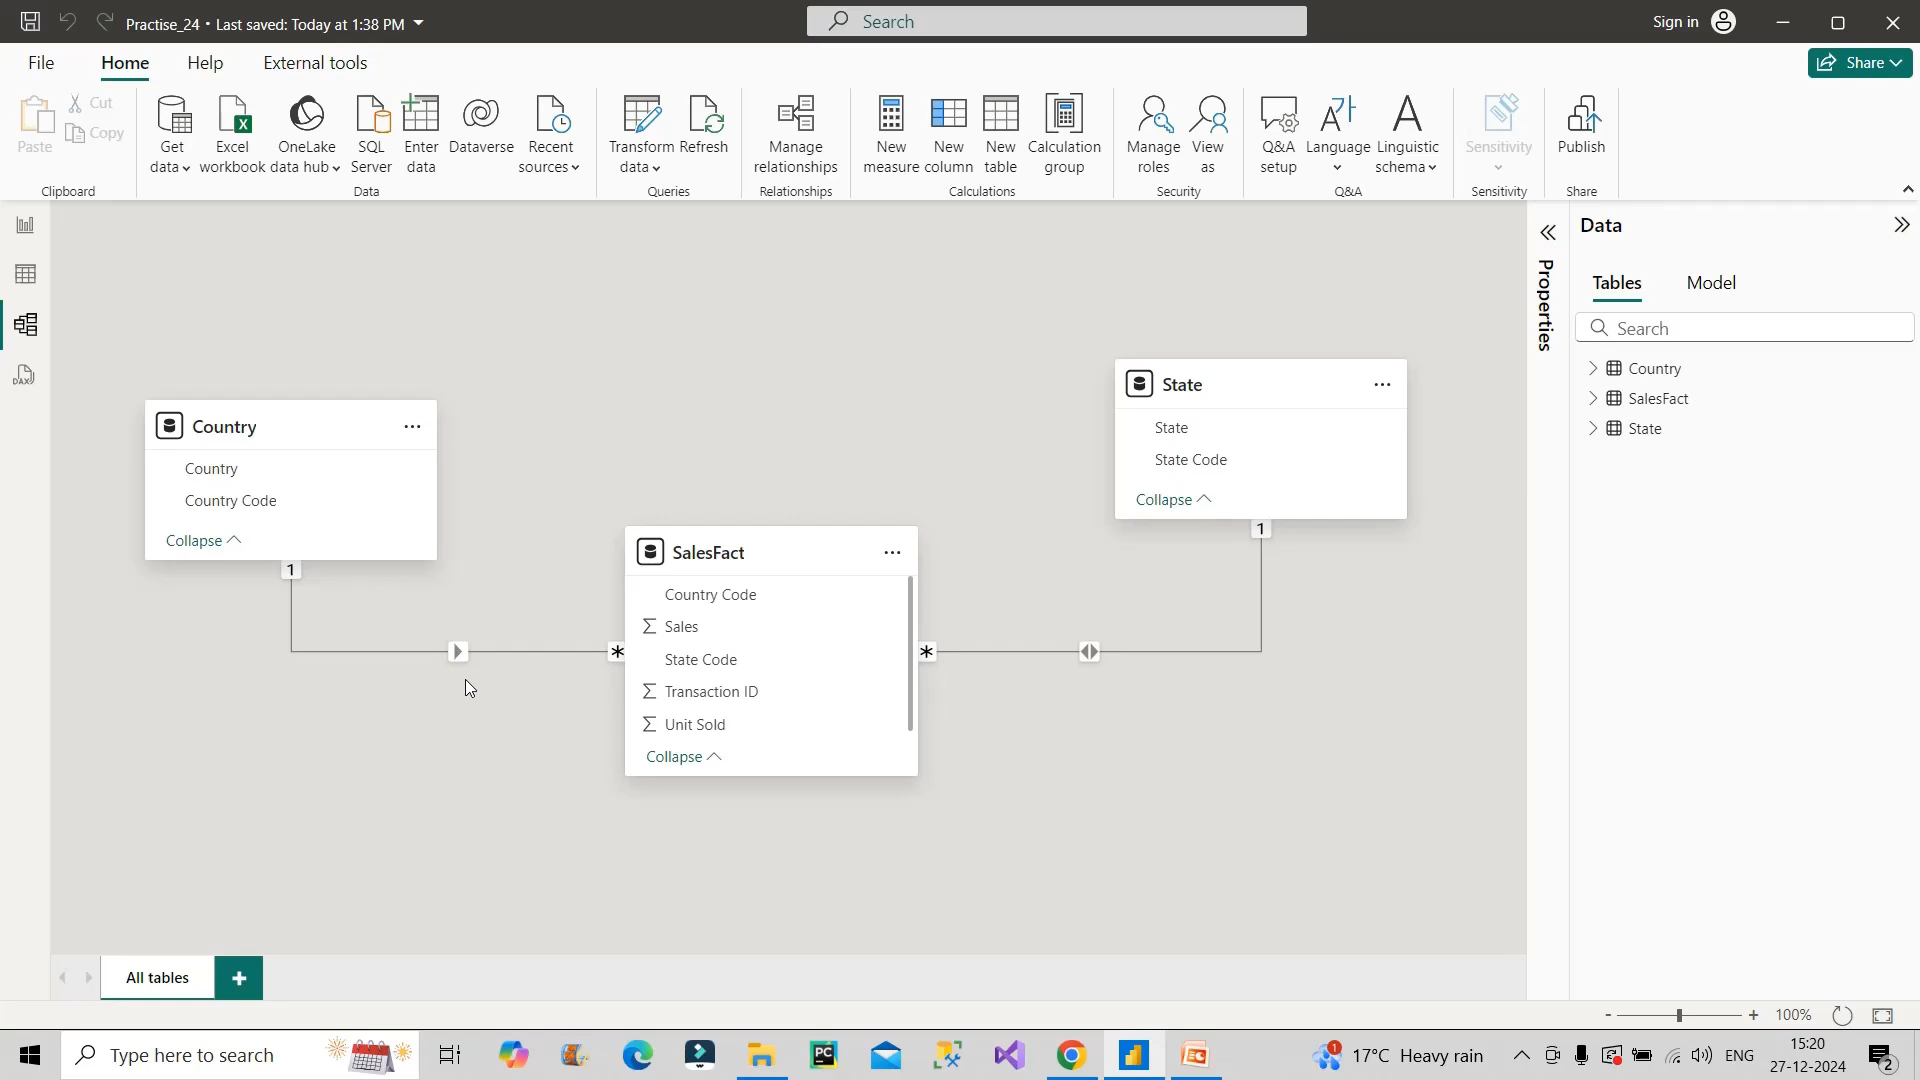 Practise_24 • Last saved: Today at 1:38 PM
Search
Sign in
File
Home
Help
External tools
Share
Paste
Cut
Copy
Clipboard
Get data
Excel workbook
OneLake data hub
SQL Server
Enter data
Dataverse
Recent sources
Data
Transform data
Refresh
Queries
Manage relationships
Relationships
New measure
New column
New table
Calculation group
Calculations
Manage roles
View as
Security
Q&A setup
Language
Linguistic schema
Q&A
Sensitivity
Sensitivity
Publish
Share
DAX
Country
Country
Country Code
Collapse
1
*
SalesFact
Country Code
Σ Sales
State Code
Σ Transaction ID
Σ Unit Sold
Collapse
*
State
State
State Code
Collapse
1
Properties
Data
Tables
Model
Search
Country
SalesFact
State
All tables
+
- + 100%
Type here to search
PC
1
17°C Heavy rain
ENG
15:20
27-12-2024
2